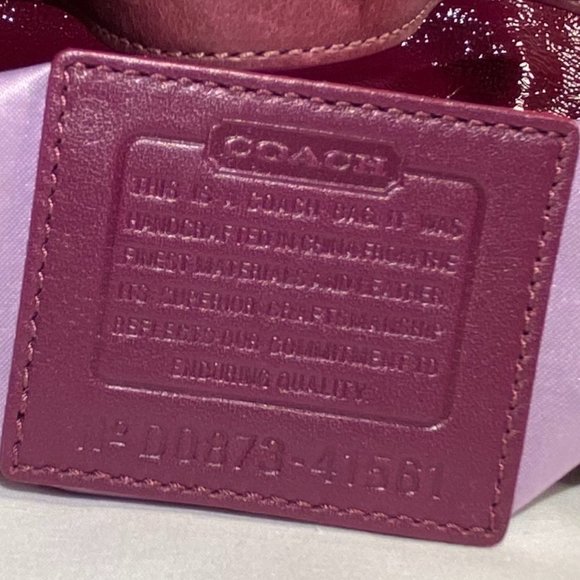 COACH
THIS IS A COACH BAG. IT WAS
HANDCRAFTED IN CHINA FROM THE
FINEST MATERIALS AND LEATHER.
ITS SUPERIOR CRAFTSMANSHIP
REFLECTS OUR COMMITMENT TO
ENDURING QUALITY.
Nº D0873-41561